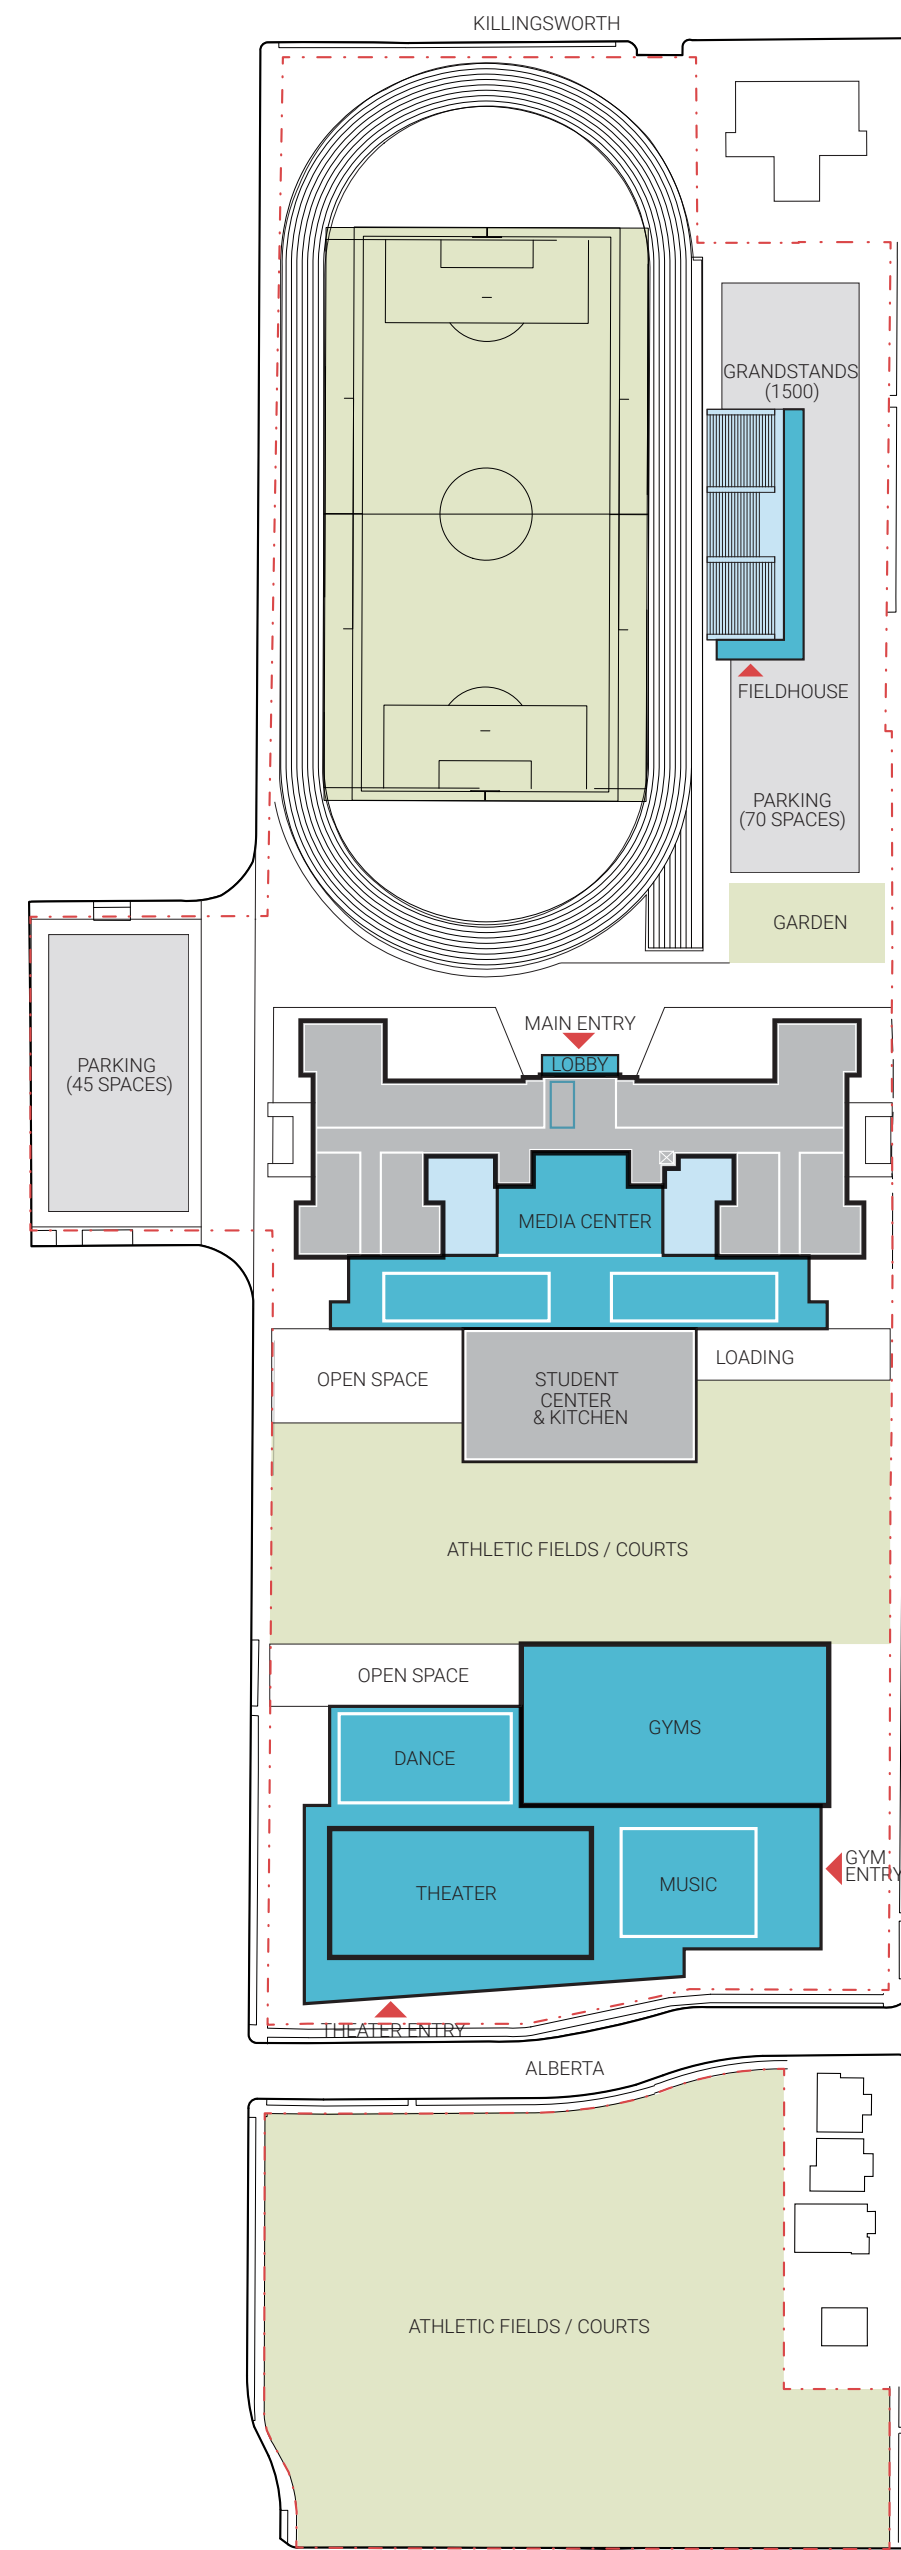 KILLINGSWORTH
GRANDSTANDS
(1500)
FIELDHOUSE
PARKING
(70 SPACES)
GARDEN
MAIN ENTRY
LOBBY
PARKING
(45 SPACES)
MEDIA CENTER
LOADING
OPEN SPACE
STUDENT
CENTER
& KITCHEN
ATHLETIC FIELDS / COURTS
OPEN SPACE
GYMS
DANCE
GYM
ENTRY
THEATER
MUSIC
THEATER ENTRY
ALBERTA
ATHLETIC FIELDS / COURTS